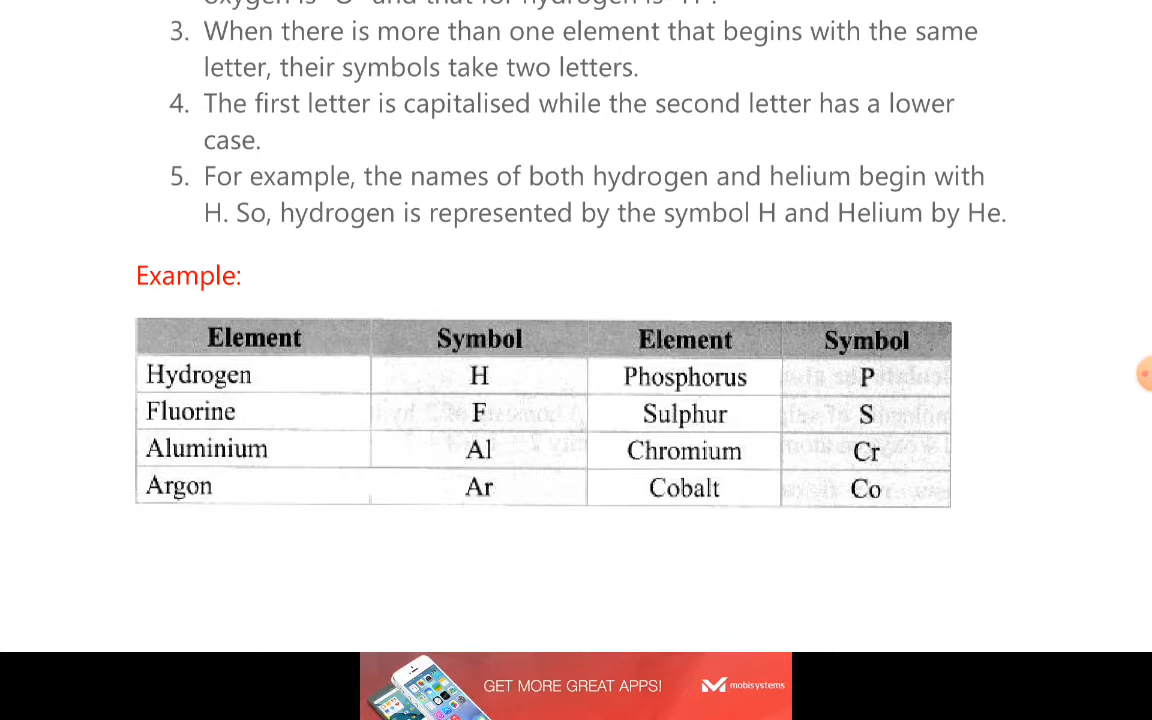 3. When there is more than one element that begins with the same
letter, their symbols take two letters.
4. The first letter is capitalised while the second letter has a lower
case.
5. For example, the names of both hydrogen and helium begin with
H. So, hydrogen is represented by the symbol H and Helium by He.
Example:
Element Symbol Element Symbol
Hydrogen H Phosphorus P
Fluorine F Sulphur S
Aluminium Al Chromium Cr
Argon Ar Cobalt Co
GET MORE GREAT APPS! mobisystems